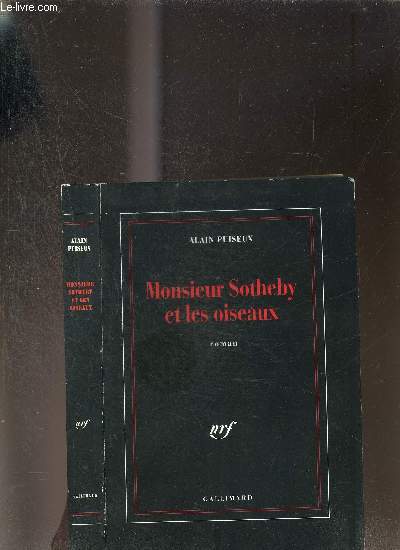 Le-livre.com
ALAIN PUISEUX
Monsieur Sotheby
et les oiseaux
roman
nrf
GALLIMARD
ALAIN
PUISEUX
MONSIEUR
SOTHEBY
ET LES
OISEAUX
nrf
GALLIMARD